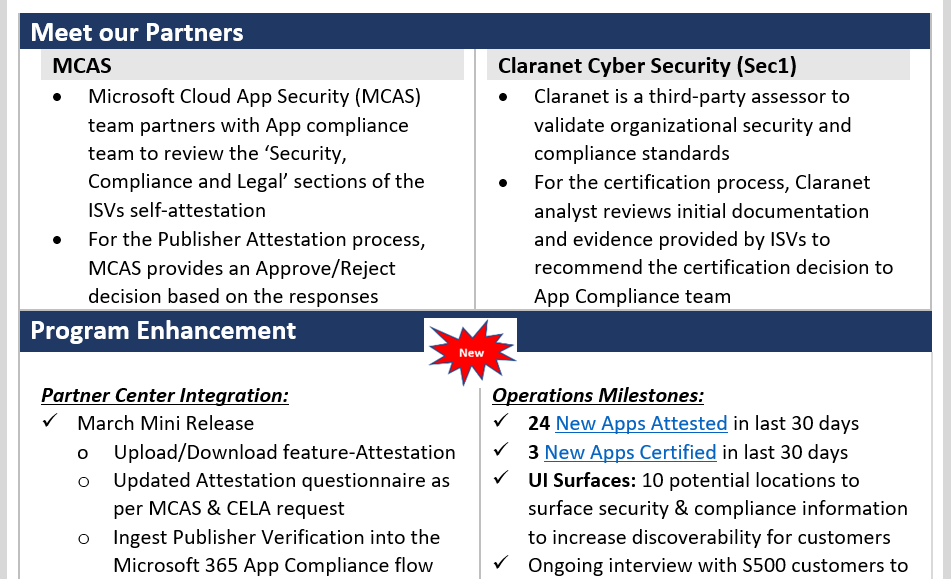 Meet our Partners
MCAS
• Microsoft Cloud App Security (MCAS)
team partners with App compliance
team to review the ‘Security,
Compliance and Legal’ sections of the
ISVs self-attestation
• For the Publisher Attestation process,
MCAS provides an Approve/Reject
decision based on the responses
Claranet Cyber Security (Sec1)
• Claranet is a third-party assessor to
validate organizational security and
compliance standards
• For the certification process, Claranet
analyst reviews initial documentation
and evidence provided by ISVs to
recommend the certification decision to
App Compliance team
Program Enhancement
New
Partner Center Integration:
✓ March Mini Release
o Upload/Download feature-Attestation
o Updated Attestation questionnaire as
per MCAS & CELA request
o Ingest Publisher Verification into the
Microsoft 365 App Compliance flow
Operations Milestones:
✓ 24 New Apps Attested in last 30 days
✓ 3 New Apps Certified in last 30 days
✓ UI Surfaces: 10 potential locations to
surface security & compliance information
to increase discoverability for customers
✓ Ongoing interview with S500 customers to